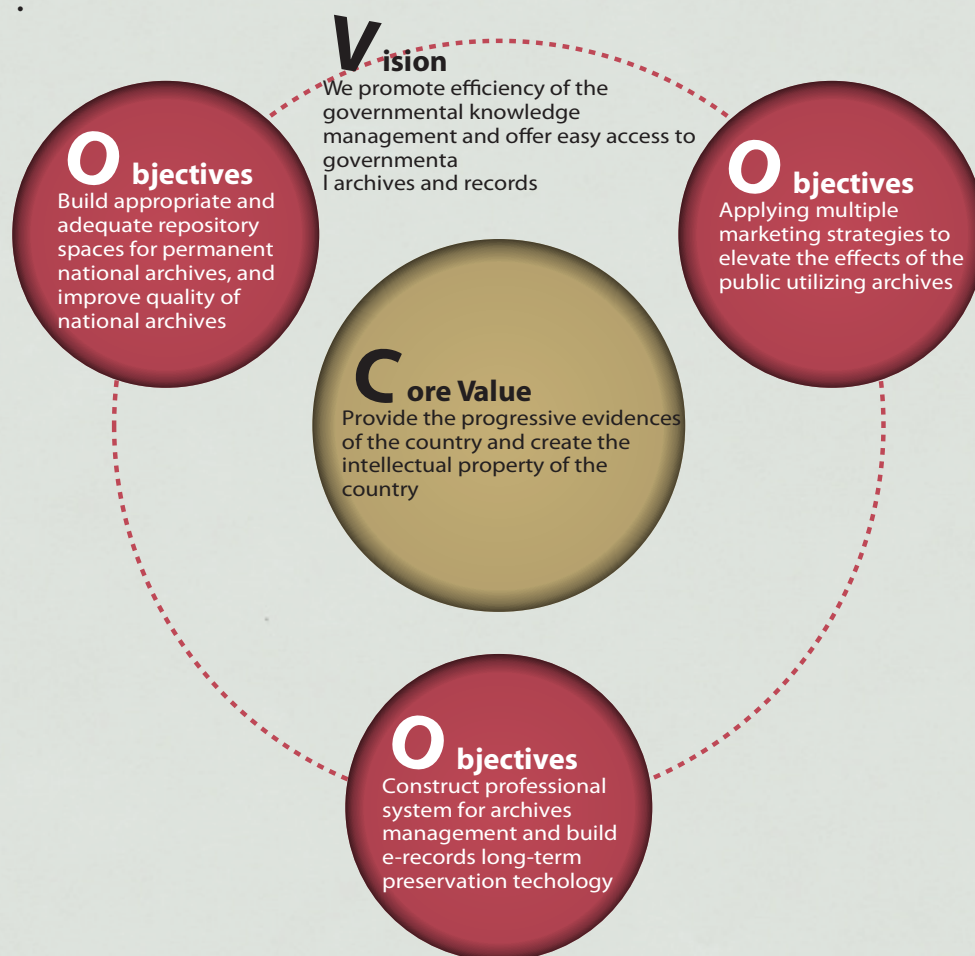 Vision
We promote efficiency of the
governmental knowledge
management and offer easy access to
governmenta
l archives and records
Objectives
Build appropriate and
adequate repository
spaces for permanent
national archives, and
improve quality of
national archives
Objectives
Applying multiple
marketing strategies to
elevate the effects of the
public utilizing archives
Core Value
Provide the progressive evidences
of the country and create the
intellectual property of the
country
Objectives
Construct professional
system for archives
management and build
e-records long-term
preservation techology